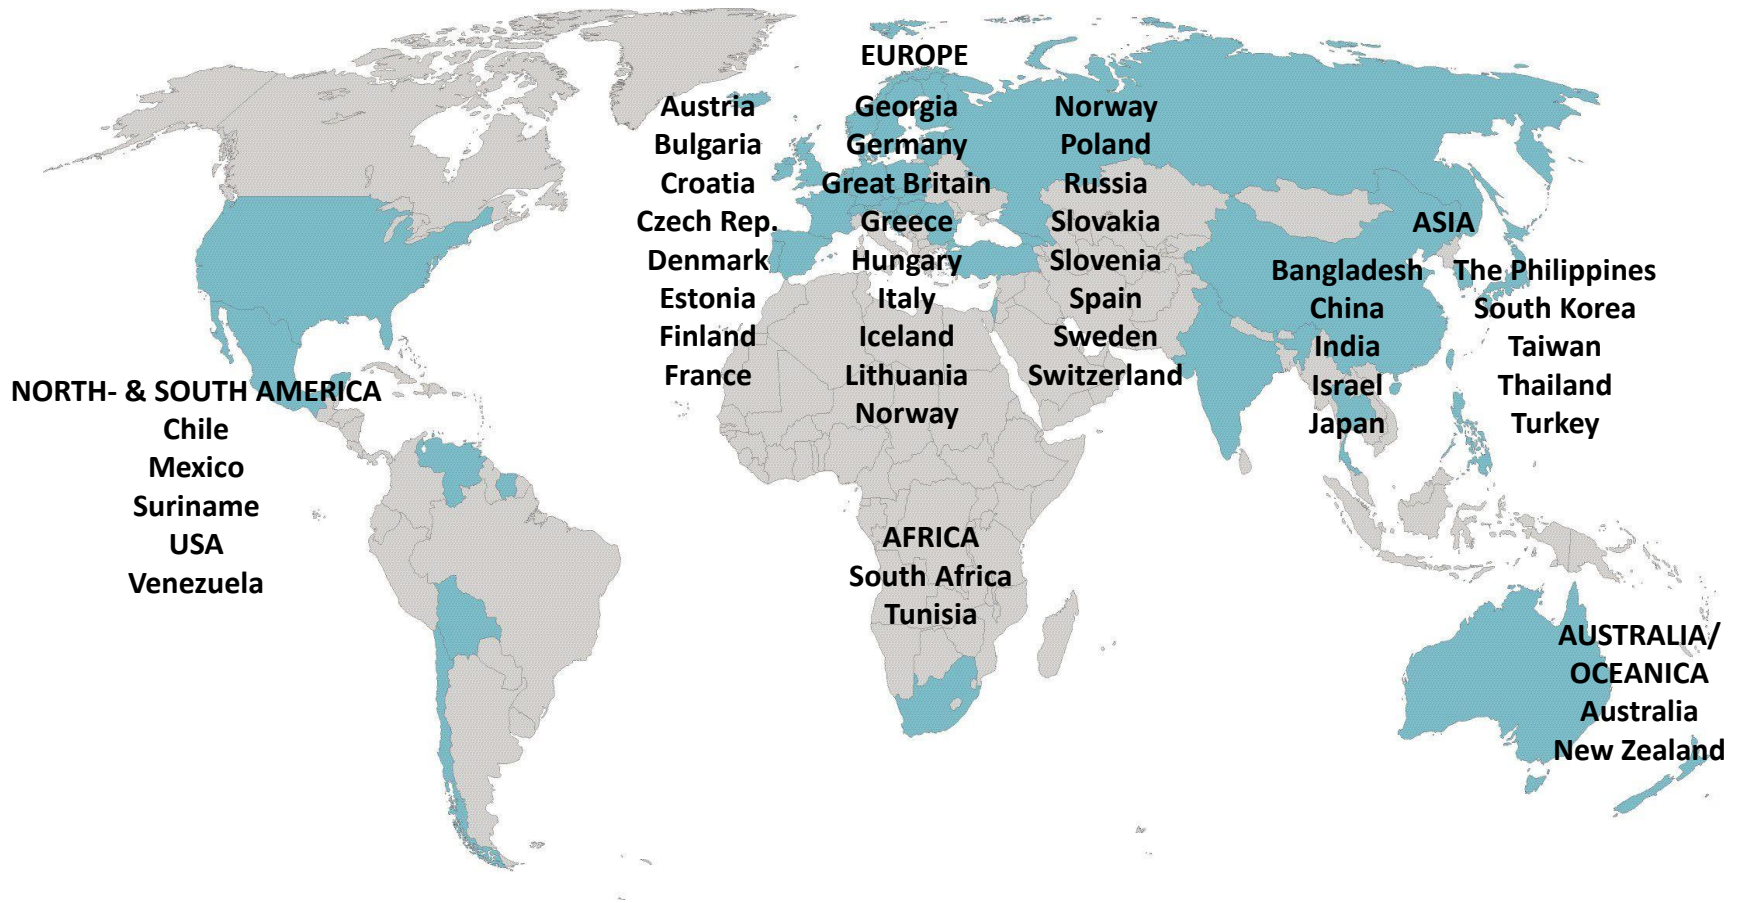 EUROPE
Austria
Bulgaria
Croatia
Czech Rep.
Denmark
Estonia
Finland
France
Georgia
Germany
Great Britain
Greece
Hungary
Italy
Iceland
Lithuania
Norway
Norway
Poland
Russia
Slovakia
Slovenia
Spain
Sweden
Switzerland
ASIA
Bangladesh
China
India
Israel
Japan
The Philippines
South Korea
Taiwan
Thailand
Turkey
NORTH- & SOUTH AMERICA
Chile
Mexico
Suriname
USA
Venezuela
AFRICA
South Africa
Tunisia
AUSTRALIA/
OCEANICA
Australia
New Zealand